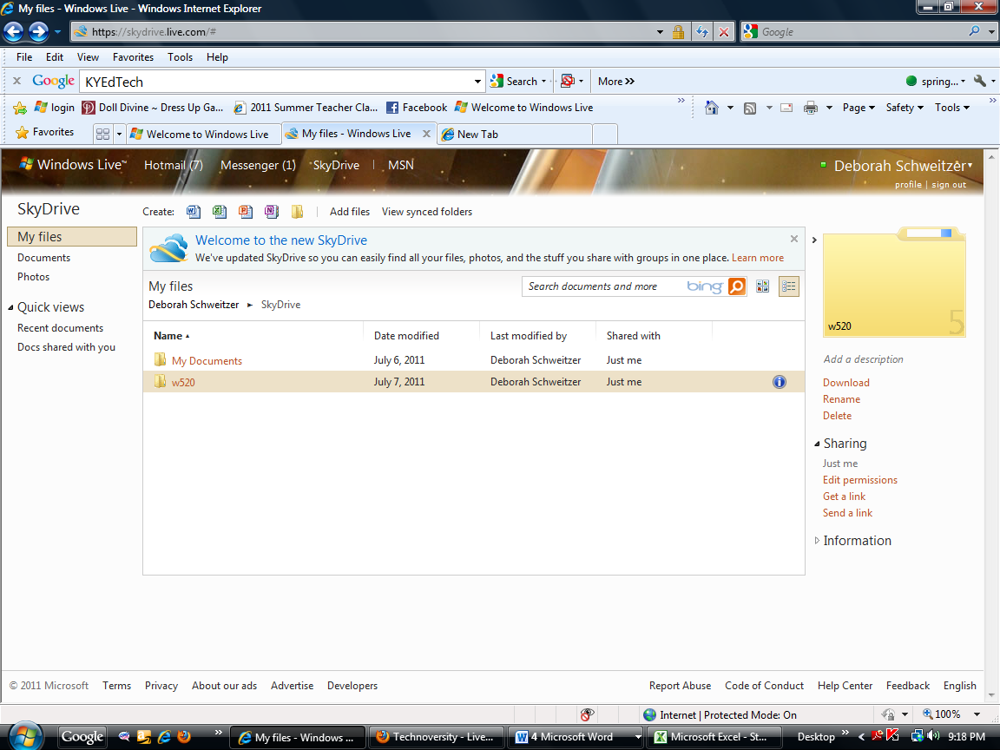 My files - Windows Live - Windows Internet Explorer
https://skydrive.live.com/#
Google
File Edit View Favorites Tools Help
Google KYEdTech Search More spring...
login Doll Divine ~ Dress Up Ga... 2011 Summer Teacher Cla... Facebook Welcome to Windows Live Page Safety Tools
Favorites Welcome to Windows Live My files - Windows Live New Tab
Windows Live™ Hotmail (7) Messenger (1) SkyDrive | MSN Deborah Schweitzer
profile | sign out
SkyDrive
Create: Add files View synced folders
My files
Documents
Photos
Quick views
Recent documents
Docs shared with you
Welcome to the new SkyDrive
We've updated SkyDrive so you can easily find all your files, photos, and the stuff you share with groups in one place. Learn more
My files
Search documents and more bing
Deborah Schweitzer ► SkyDrive
Name Date modified Last modified by Shared with
My Documents July 6, 2011 Deborah Schweitzer Just me
w520 July 7, 2011 Deborah Schweitzer Just me
w520 5
Add a description
Download
Rename
Delete
Sharing
Just me
Edit permissions
Get a link
Send a link
Information
© 2011 Microsoft Terms Privacy About our ads Advertise Developers Report Abuse Code of Conduct Help Center Feedback English
Internet | Protected Mode: On 100%
Google My files - Windows ... Technoversity - Live... 4 Microsoft Word Microsoft Excel - St... Desktop 9:18 PM